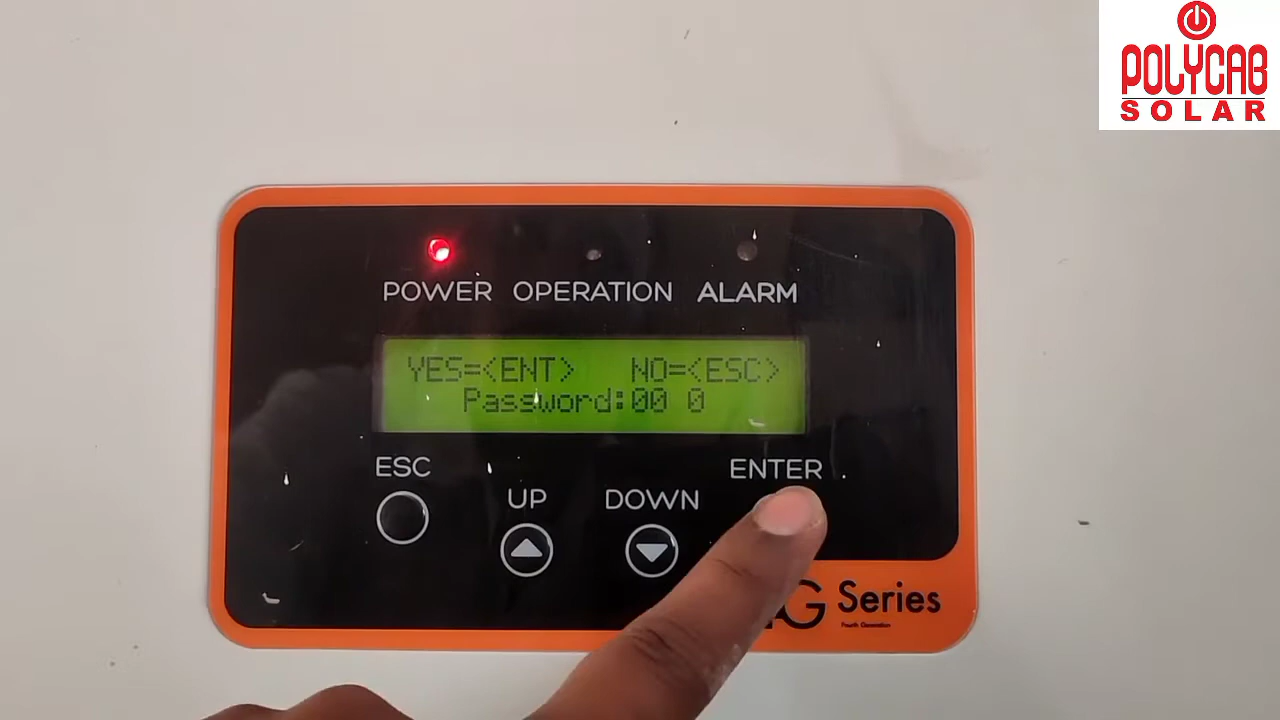 POLYCAB
SOLAR
POWER OPERATION ALARM
YES=<ENT> NO=<ESC>
Password:00 0
ESC
UP
DOWN
ENTER
G Series
Fourth Generation